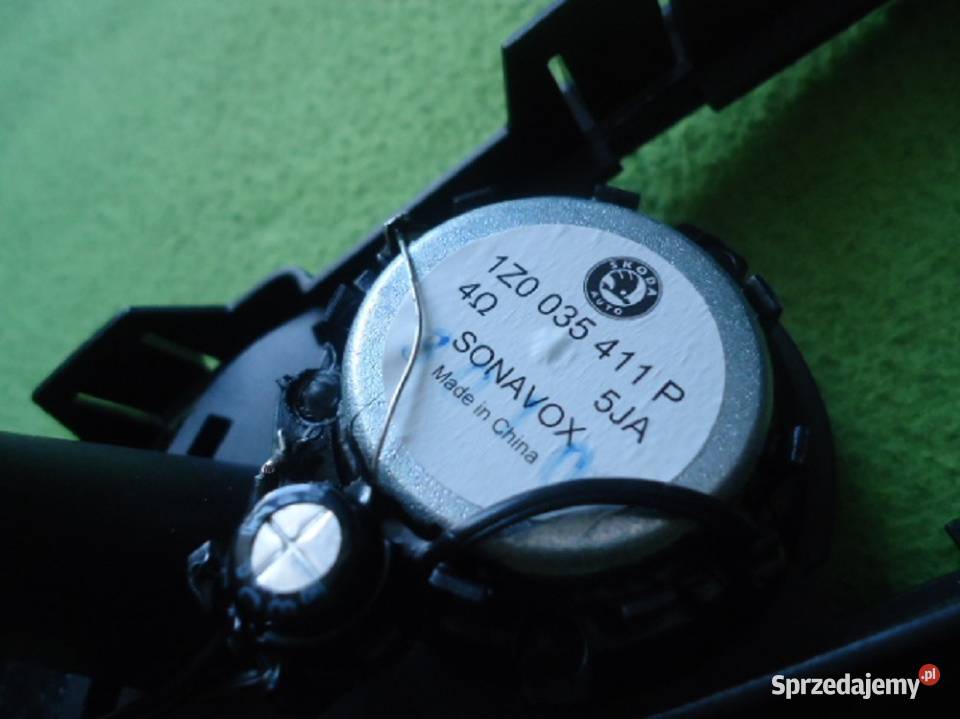 ŠKODA
AUTO
1Z0 035 411 P
4Ω 5JA
SONAVOX
Made in China
Sprzedajemy.pl